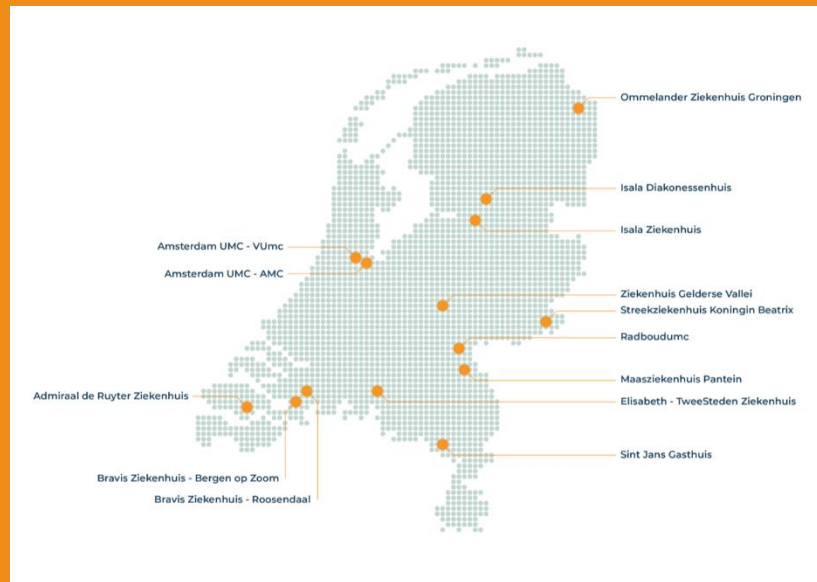 Ommelander Ziekenhuis Groningen
Isala Diakonessenhuis
Isala Ziekenhuis
Amsterdam UMC - VUmc
Amsterdam UMC - AMC
Ziekenhuis Gelderse Vallei
Streekziekenhuis Koningin Beatrix
Radboudumc
Maasziekenhuis Pantein
Admiraal de Ruyter Ziekenhuis
Elisabeth - TweeSteden Ziekenhuis
Sint Jans Gasthuis
Bravis Ziekenhuis - Bergen op Zoom
Bravis Ziekenhuis - Roosendaal